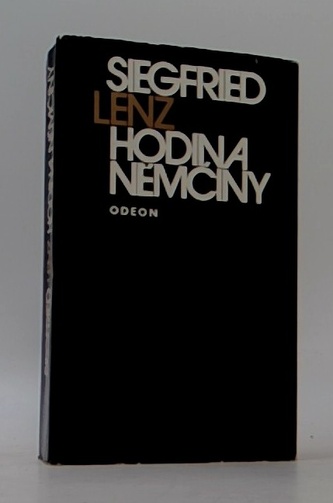 SIEGFRIED
LENZ
HODINA
NĚMČINY
ODEON